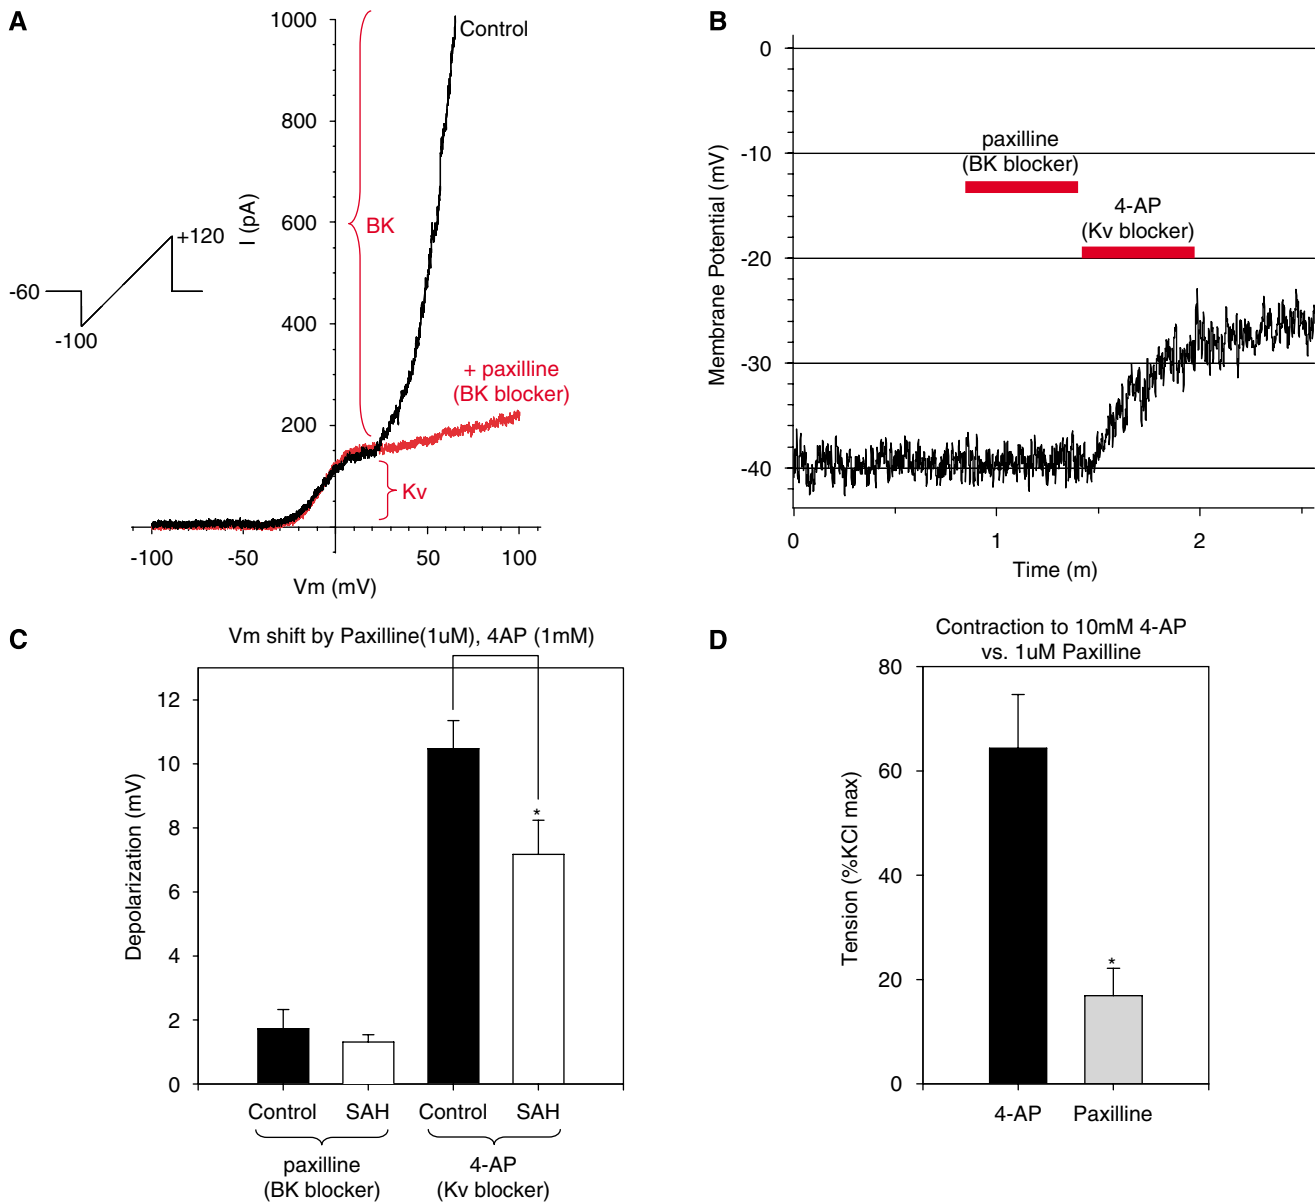 A
1000
800
600
400
200
I (pA)
Control
BK
+ paxilline
(BK blocker)
Kv
-60
+120
-100
-100
-50
50
100
Vm (mV)
B
0
-10
-20
-30
-40
Membrane Potential (mV)
paxilline
(BK blocker)
4-AP
(Kv blocker)
0
1
2
Time (m)
C
Vm shift by Paxilline(1uM), 4AP (1mM)
12
10
8
6
4
2
0
Depolarization (mV)
*
Control
SAH
Control
SAH
paxilline
(BK blocker)
4-AP
(Kv blocker)
D
Contraction to 10mM 4-AP
vs. 1uM Paxilline
80
60
40
20
0
Tension (%KCl max)
*
4-AP
Paxilline